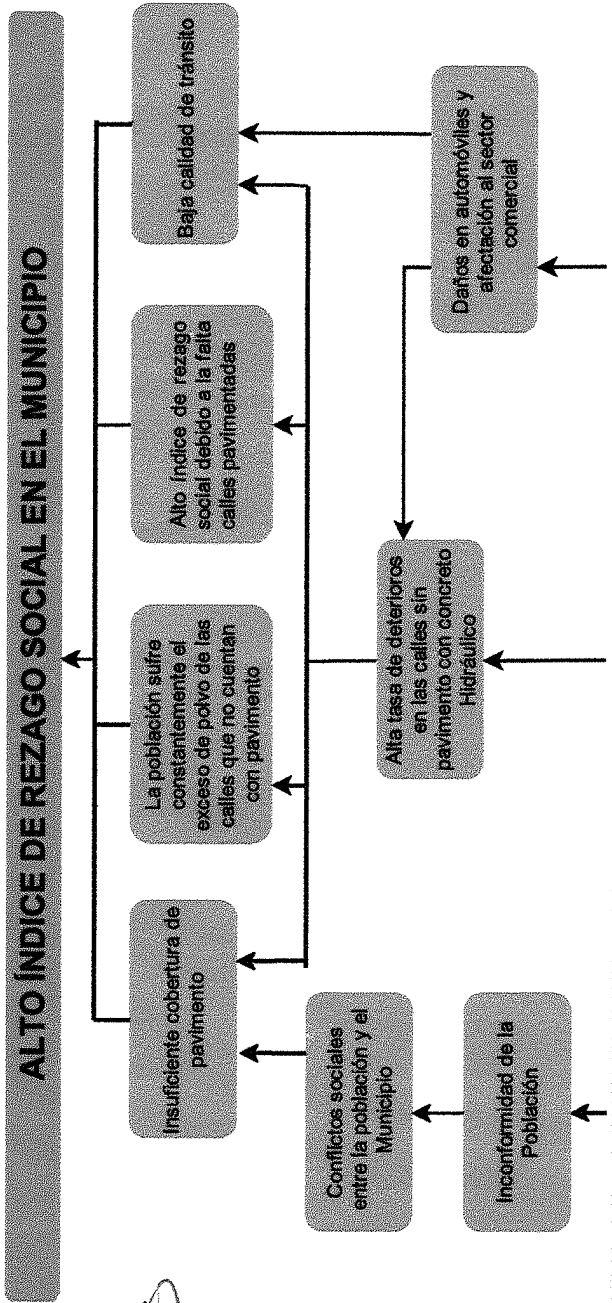 ALTO ÍNDICE DE REZAGO SOCIAL EN EL MUNICIPIO
Insuficiente cobertura de
pavimento
La población sufre
constantemente el
exceso de polvo de las
calles que no cuentan
con pavimento
Alto Índice de rezago
social debido a la falta
calles pavimentadas
Baja calidad de tránsito
Conflictos sociales
entre la población y el
Municipio
Alta tasa de deterioros
en las calles sin
pavimento con concreto
Hidráulico
Daños en automóviles y
afectación al sector
comercial
Inconformidad de la
Población